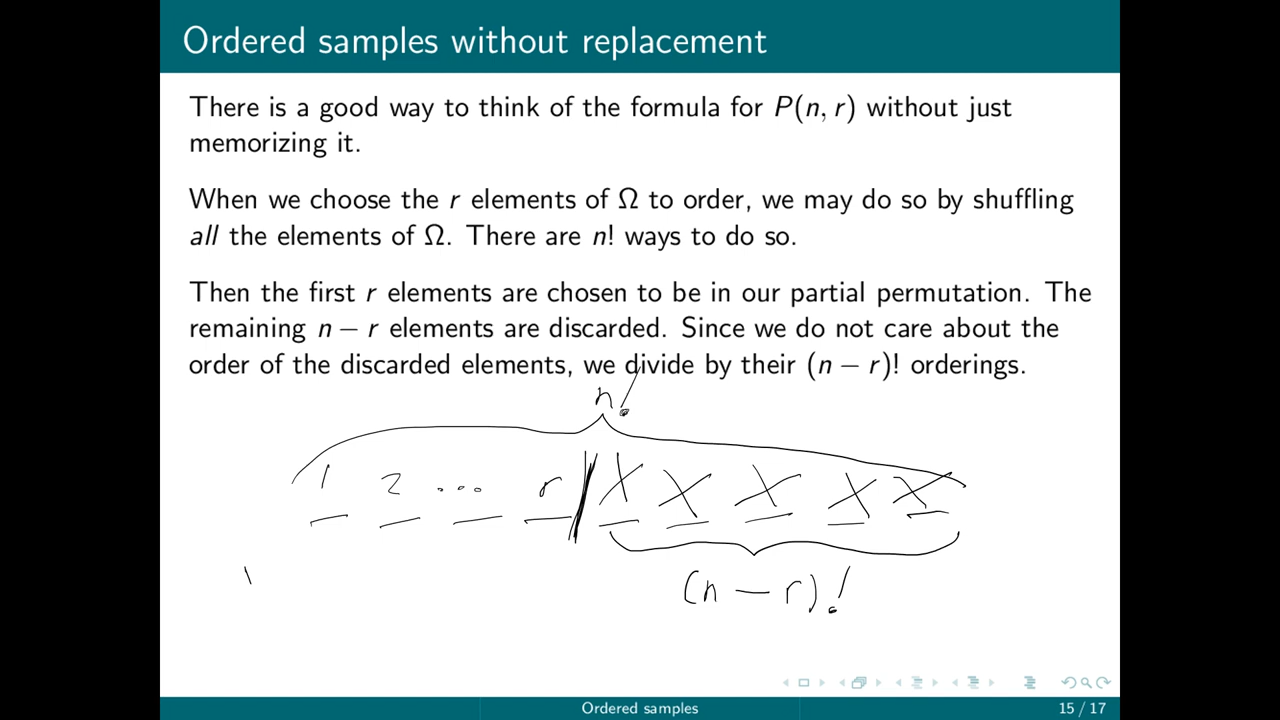 Ordered samples without replacement
There is a good way to think of the formula for P(n, r) without just
memorizing it.
When we choose the r elements of Ω to order, we may do so by shuffling
all the elements of Ω. There are n! ways to do so.
Then the first r elements are chosen to be in our partial permutation. The
remaining n − r elements are discarded. Since we do not care about the
order of the discarded elements, we divide by their (n − r)! orderings.
n!
1 2 ... r X X X X X
(n − r)!
Ordered samples 15 / 17